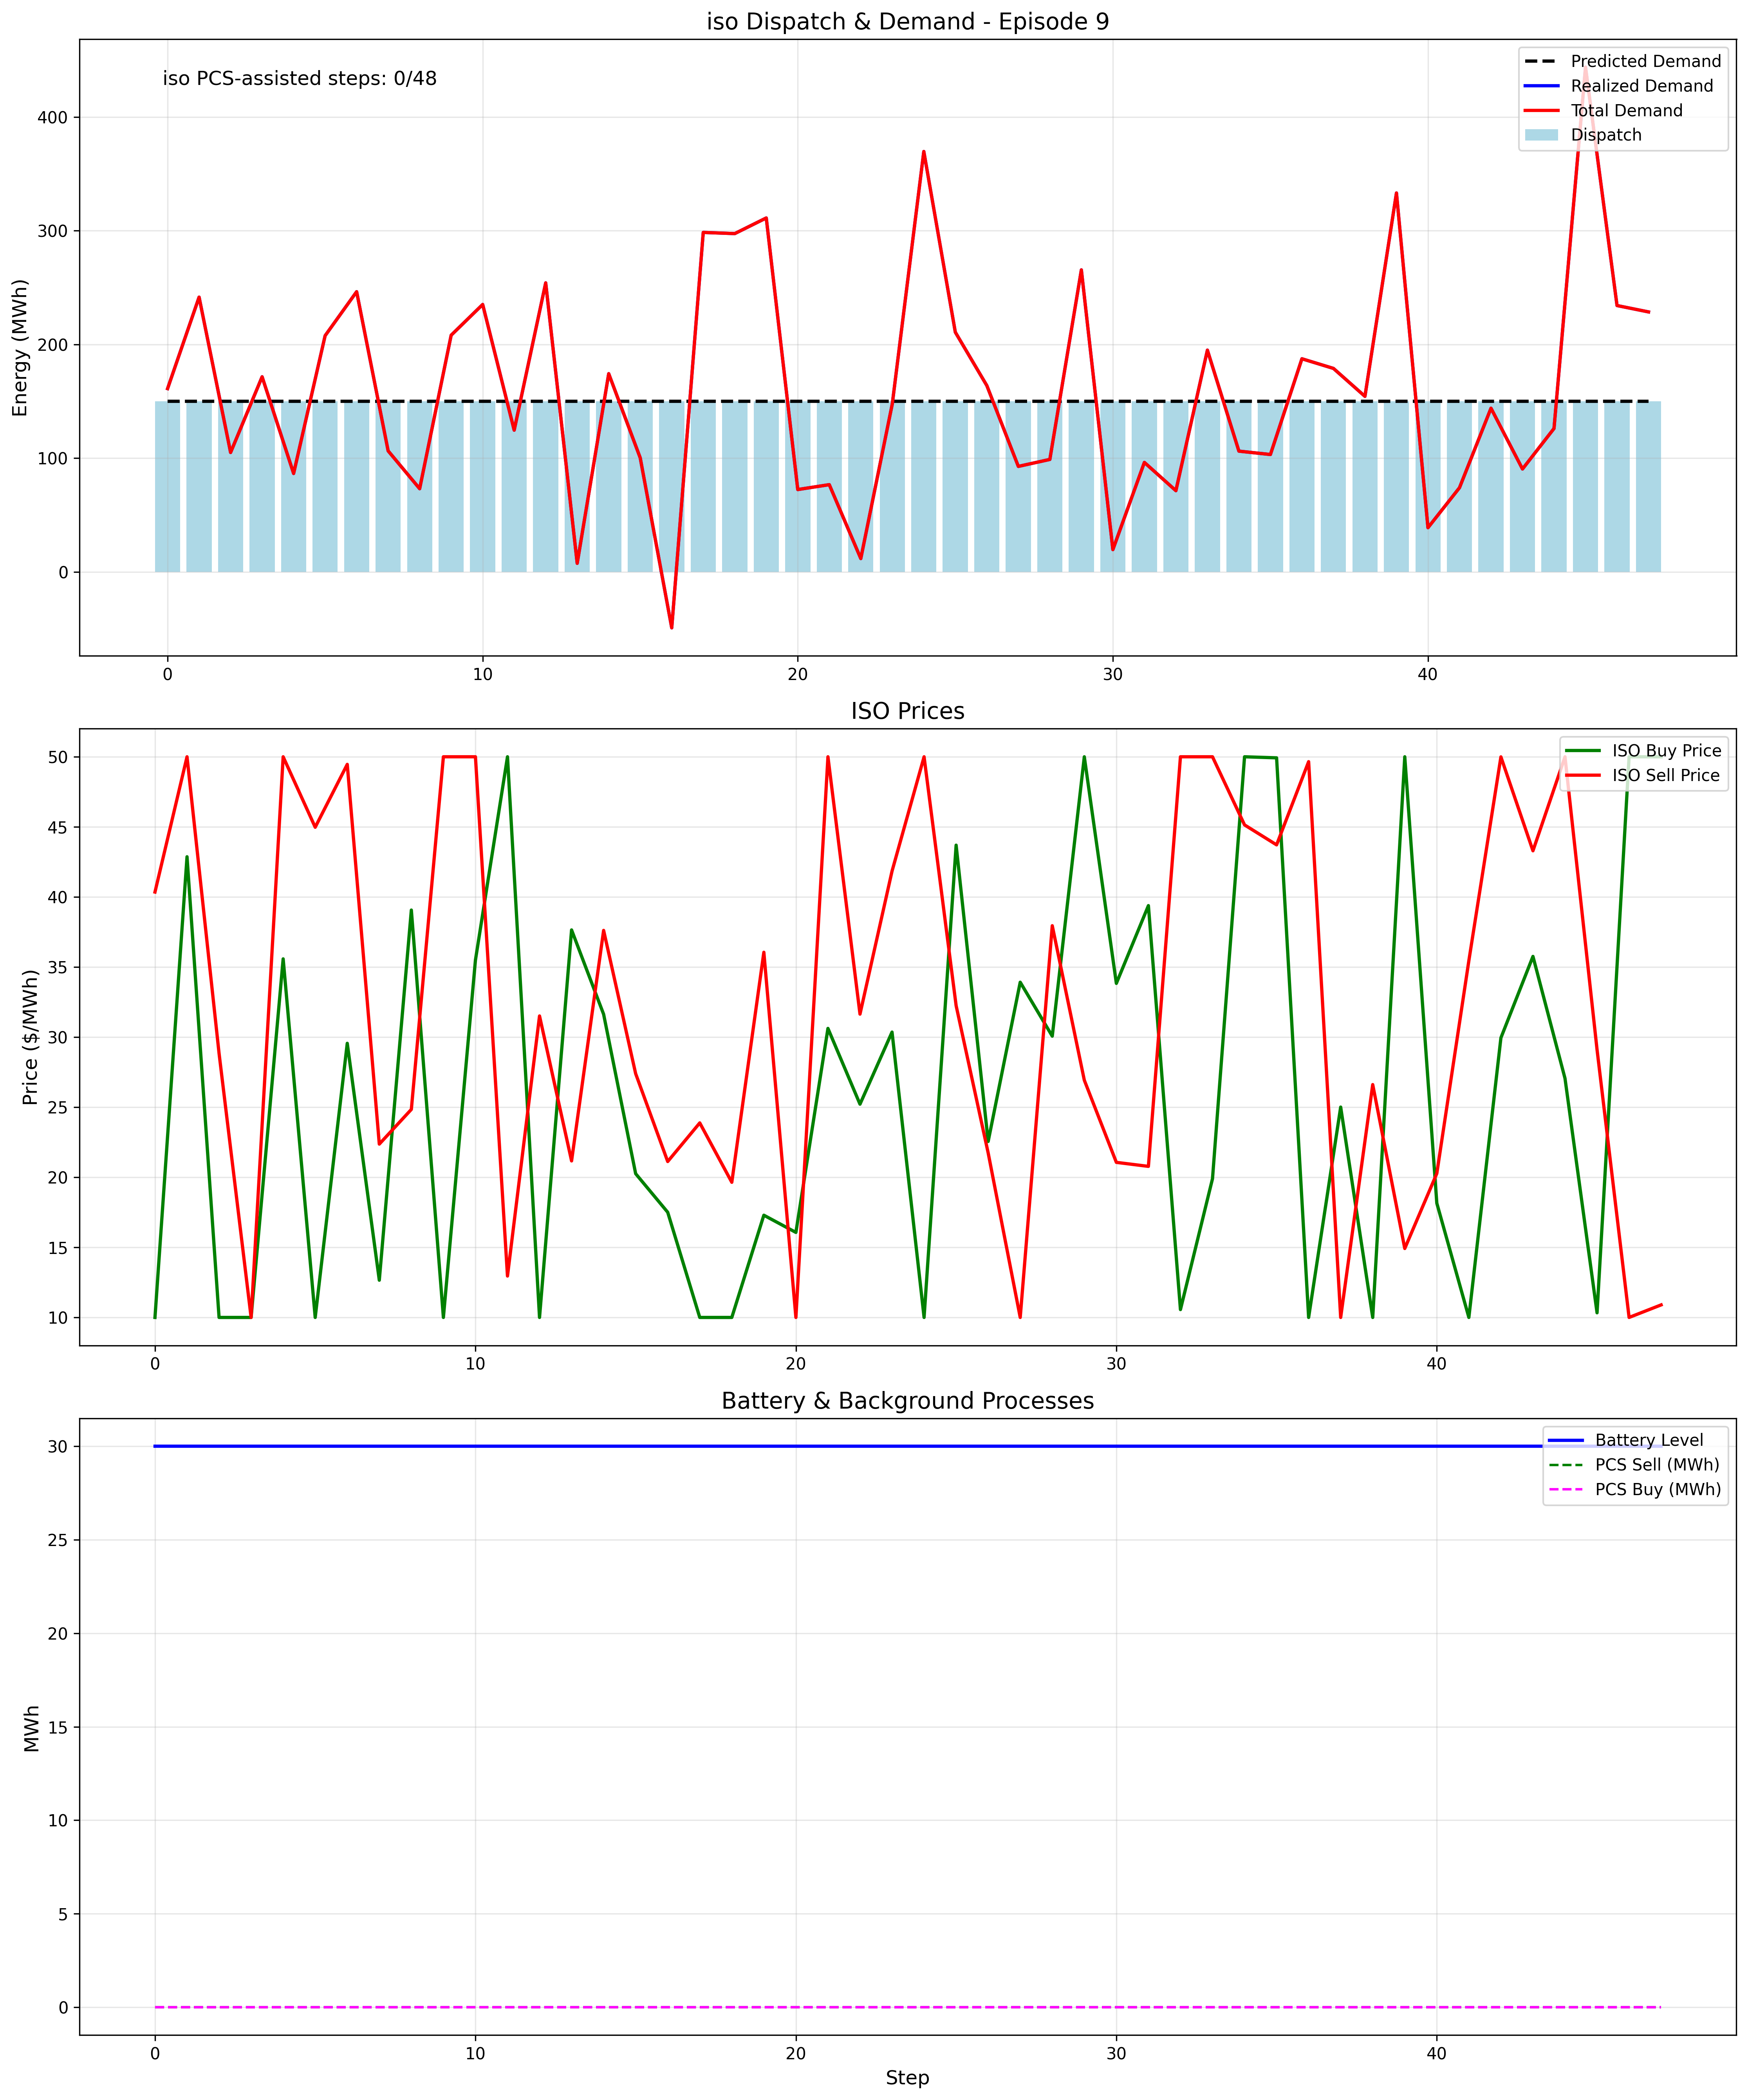 iso Dispatch & Demand - Episode 9
iso PCS-assisted steps: 0/48
Predicted Demand
Realized Demand
Total Demand
Dispatch
Energy (MWh)
400
300
200
100
0
0 10 20 30 40
ISO Prices
ISO Buy Price
ISO Sell Price
Price ($/MWh)
50
45
40
35
30
25
20
15
10
0 10 20 30 40
Battery & Background Processes
Battery Level
PCS Sell (MWh)
PCS Buy (MWh)
MWh
30
25
20
15
10
5
0
0 10 20 30 40
Step